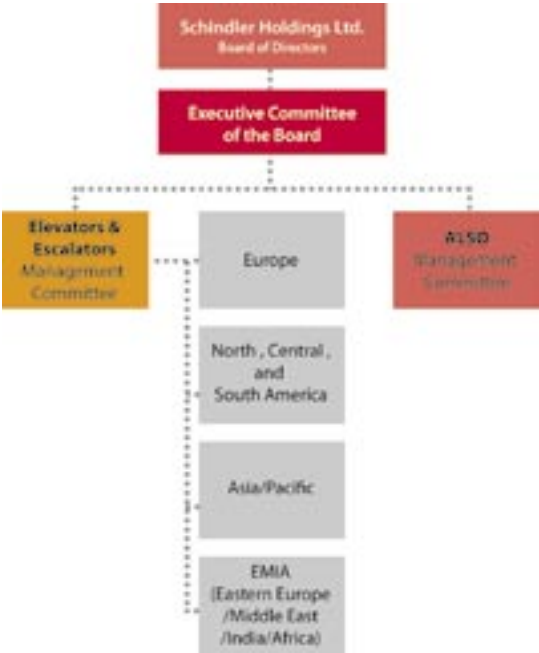 Schindler Holdings Ltd.
Board of Directors
Executive Committee
of the Board
Elevators &
Escalators
Management
Committee
Europe
ALSO
Management
Committee
North , Central ,
and
South America
Asia/Pacific
EMIA
(Eastern Europe
/Middle East
/India/Africa)